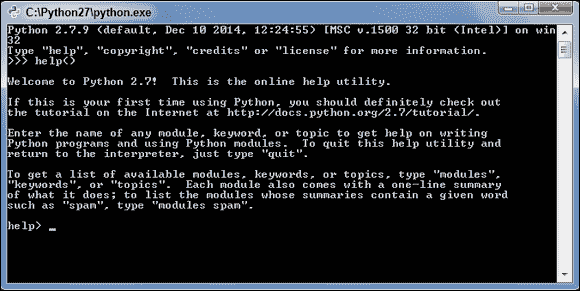 C:\Python27\python.exe
Python 2.7.9 (default, Dec 10 2014, 12:24:55) [MSC v.1500 32 bit (Intel)] on win
32
Type "help", "copyright", "credits" or "license" for more information.
>>> help()
Welcome to Python 2.7!  This is the online help utility.
If this is your first time using Python, you should definitely check out
the tutorial on the Internet at http://docs.python.org/2.7/tutorial/.
Enter the name of any module, keyword, or topic to get help on writing
Python programs and using Python modules.  To quit this help utility and
return to the interpreter, just type "quit".
To get a list of available modules, keywords, or topics, type "modules",
"keywords", or "topics".  Each module also comes with a one-line summary
of what it does; to list the modules whose summaries contain a given word
such as "spam", type "modules spam".
help> _